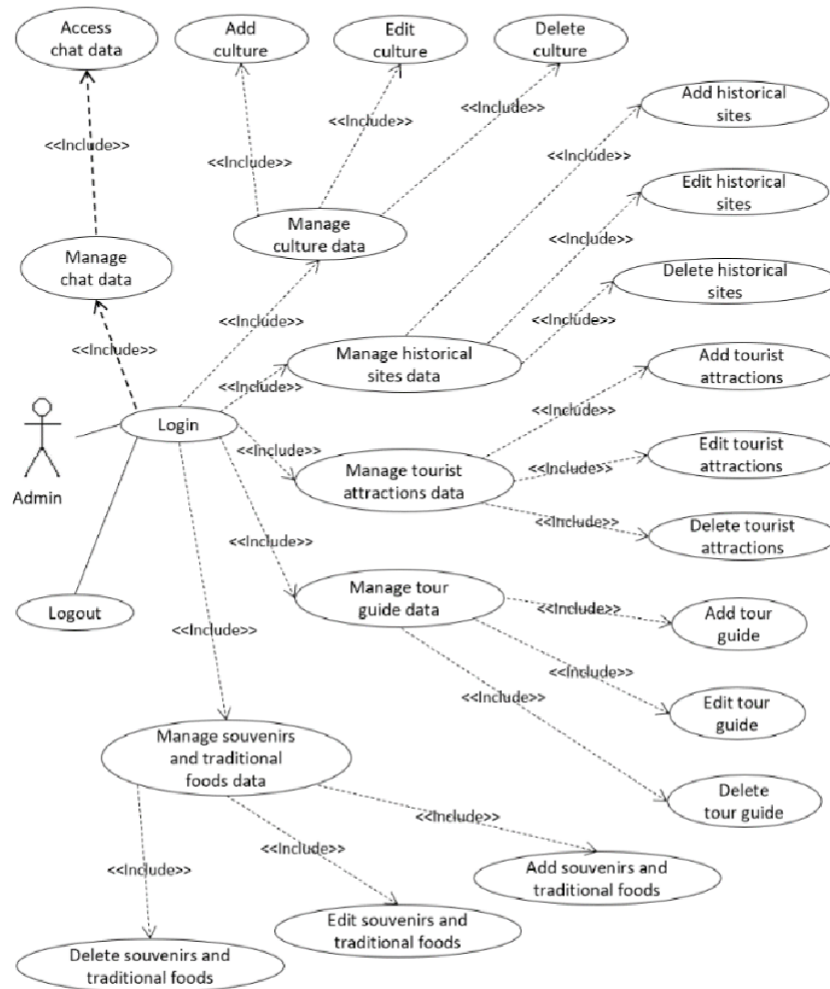 Access
chat data
Add
culture
Edit
culture
Delete
culture
<<Include>>
<<Include>>
<<Include>>
<<Include>>
Add historical
sites
<<Include>>
Edit historical
sites
<<Include>>
Delete historical
sites
<<Include>>
Manage
chat data
Manage
culture data
<<Include>>
<<Include>>
Manage historical
sites data
<<Include>>
Add tourist
attractions
<<Include>>
Login
<<Include>>
Manage tourist
attractions data
<<Include>>
Edit tourist
attractions
<<Include>>
Delete tourist
attractions
Admin
<<Include>>
Logout
Manage tour
guide data
<<Include>>
Add tour
guide
<<Include>>
<<Include>>
Edit tour
guide
<<Include>>
Delete
tour guide
Manage souvenirs
and traditional
foods data
<<Include>>
<<Include>>
<<Include>>
Add souvenirs and
traditional foods
Edit souvenirs and
traditional foods
Delete souvenirs and
traditional foods